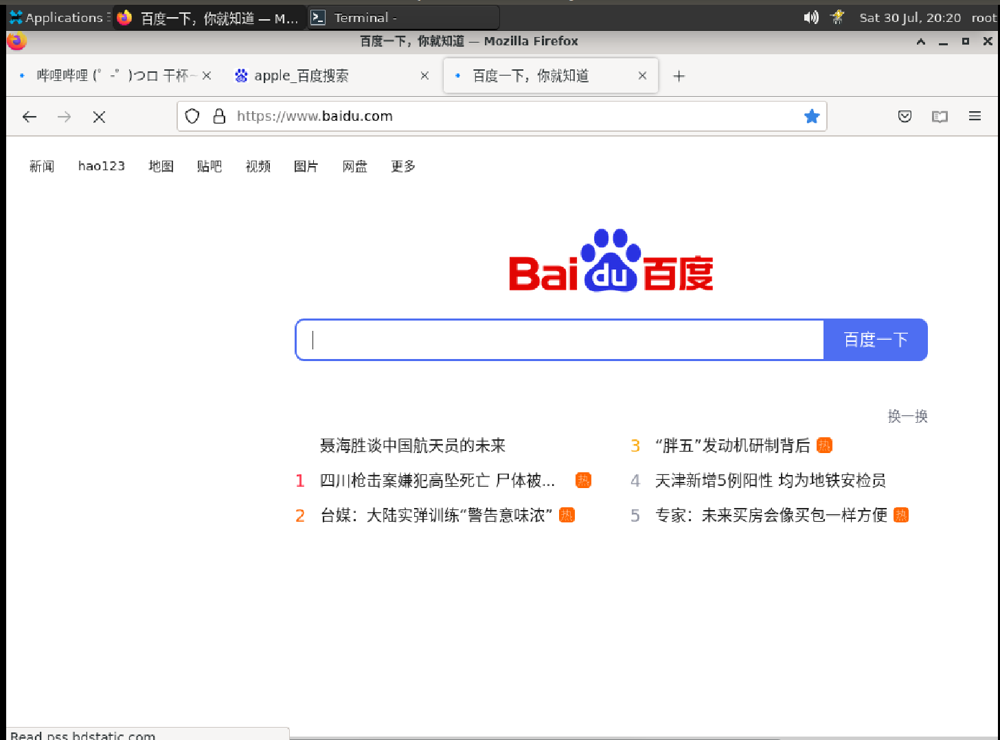 Applications 百度一下，你就知道 — M... Terminal - Sat 30 Jul, 20:20 root
百度一下，你就知道 — Mozilla Firefox
哔哩哔哩 (゜-゜)つロ 干杯~ apple_百度搜索 百度一下，你就知道
https://www.baidu.com
新闻 hao123 地图 贴吧 视频 图片 网盘 更多
Bai du 百度
百度一下
换一换
聂海胜谈中国航天员的未来
1 四川枪击案嫌犯高坠死亡 尸体被... 热
2 台媒：大陆实弹训练“警告意味浓” 热
3 “胖五”发动机研制背后 热
4 天津新增5例阳性 均为地铁安检员
5 专家：未来买房会像买包一样方便 热
Read pss.bdstatic.com